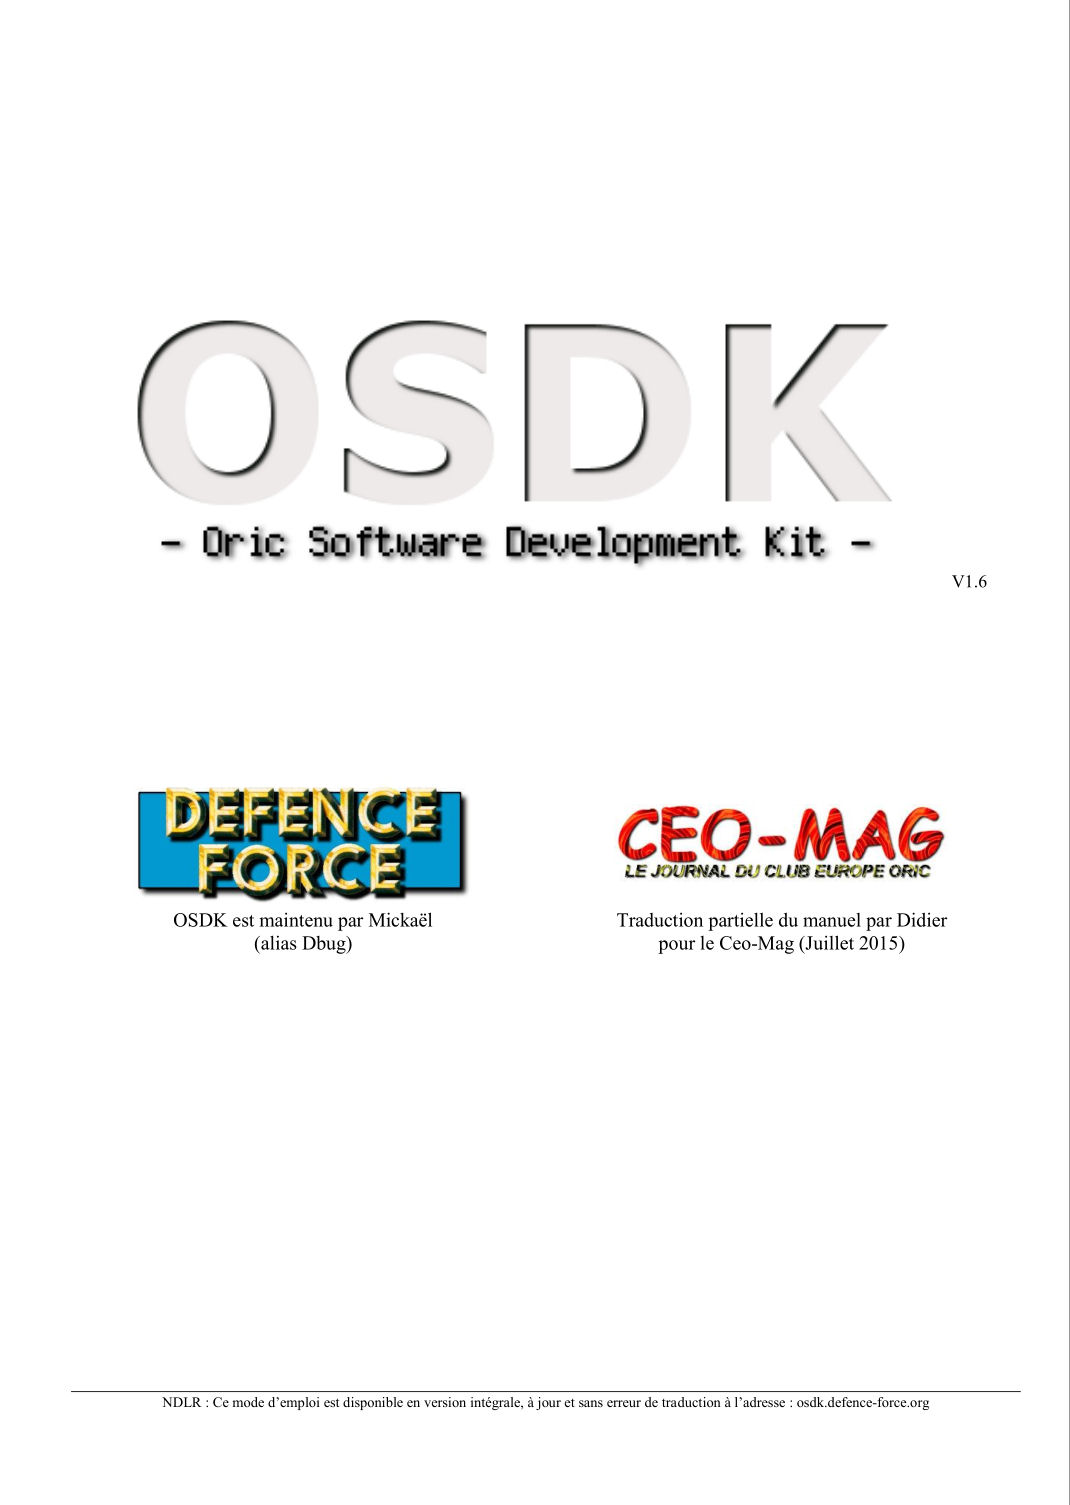 OSDK
- Oric Software Development Kit -
V1.6
DEFENCE
FORCE
OSDK est maintenu par Mickaël
(alias Dbug)
CEO-MAG
LE JOURNAL DU CLUB EUROPE ORIC
Traduction partielle du manuel par Didier
pour le Ceo-Mag (Juillet 2015)
NDLR : Ce mode d’emploi est disponible en version intégrale, à jour et sans erreur de traduction à l’adresse : osdk.defence-force.org